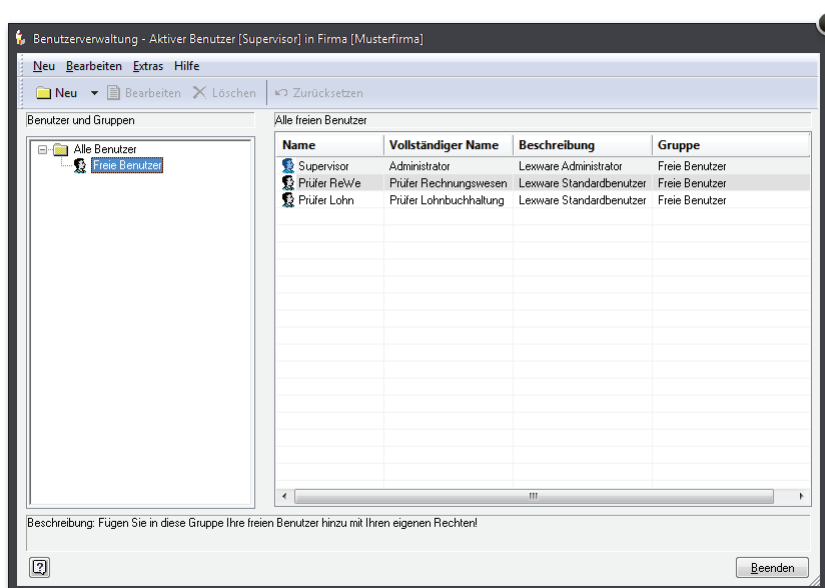 Benutzerverwaltung - Aktiver Benutzer [Supervisor] in Firma [Musterfirma]
Neu Bearbeiten Extras Hilfe
Neu Bearbeiten Löschen Zurücksetzen
Benutzer und Gruppen
Alle freien Benutzer
Alle Benutzer
Freie Benutzer
Name Vollständiger Name Beschreibung Gruppe
Supervisor Administrator Lexware Administrator Freie Benutzer
Prüfer ReWe Prüfer Rechnungswesen Lexware Standardbenutzer Freie Benutzer
Prüfer Lohn Prüfer Lohnbuchhaltung Lexware Standardbenutzer Freie Benutzer
Beschreibung: Fügen Sie in diese Gruppe Ihre freien Benutzer hinzu mit Ihren eigenen Rechten!
Beenden